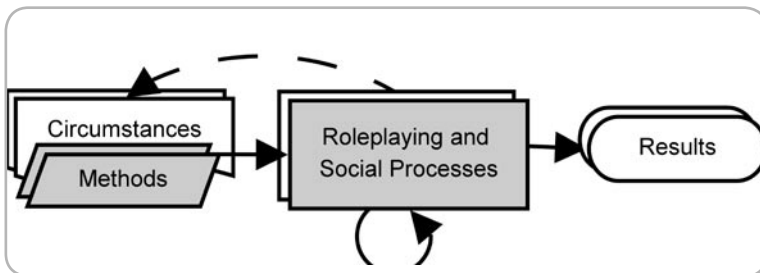 Circumstances
Methods
Roleplaying and
Social Processes
Results